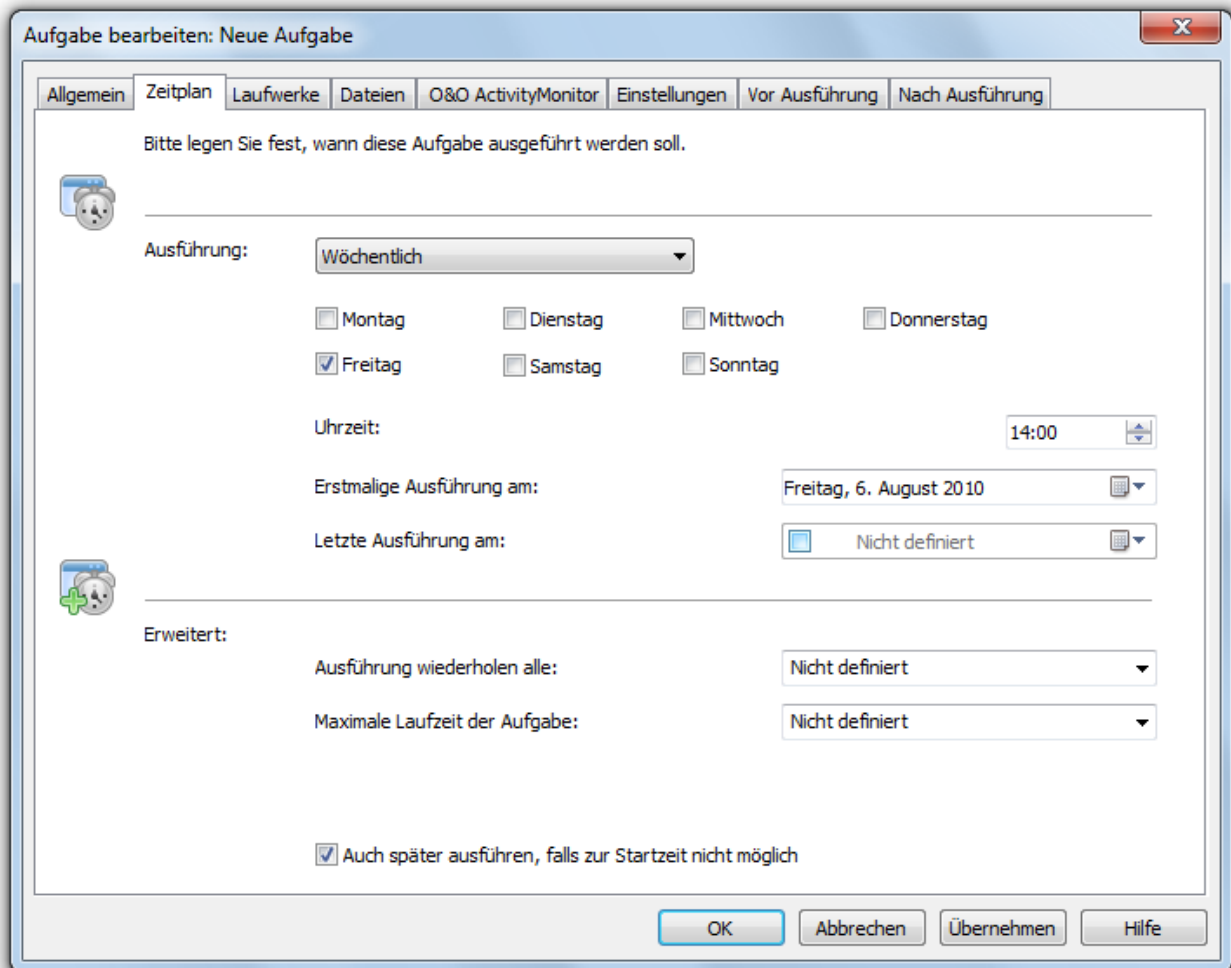 Aufgabe bearbeiten: Neue Aufgabe
Allgemein Zeitplan Laufwerke Dateien O&O ActivityMonitor Einstellungen Vor Ausführung Nach Ausführung
Bitte legen Sie fest, wann diese Aufgabe ausgeführt werden soll.
Ausführung: Wöchentlich
Montag Dienstag Mittwoch Donnerstag
Freitag Samstag Sonntag
Uhrzeit: 14:00
Erstmalige Ausführung am: Freitag, 6. August 2010
Letzte Ausführung am: Nicht definiert
Erweitert:
Ausführung wiederholen alle: Nicht definiert
Maximale Laufzeit der Aufgabe: Nicht definiert
Auch später ausführen, falls zur Startzeit nicht möglich
OK Abbrechen Übernehmen Hilfe